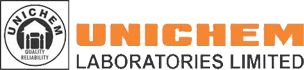 UNICHEM
QUALITY
RELIABILITY
UNICHEM
LABORATORIES LIMITED